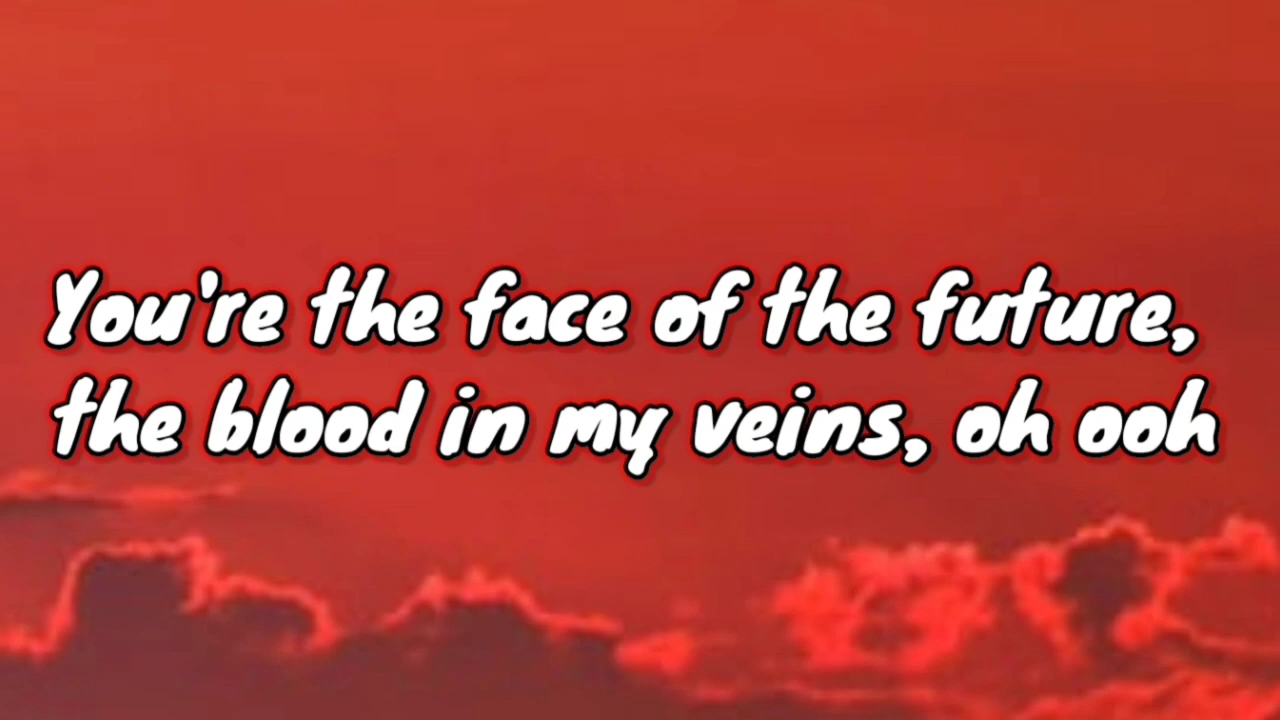 You're the face of the future,
the blood in my veins, oh ooh